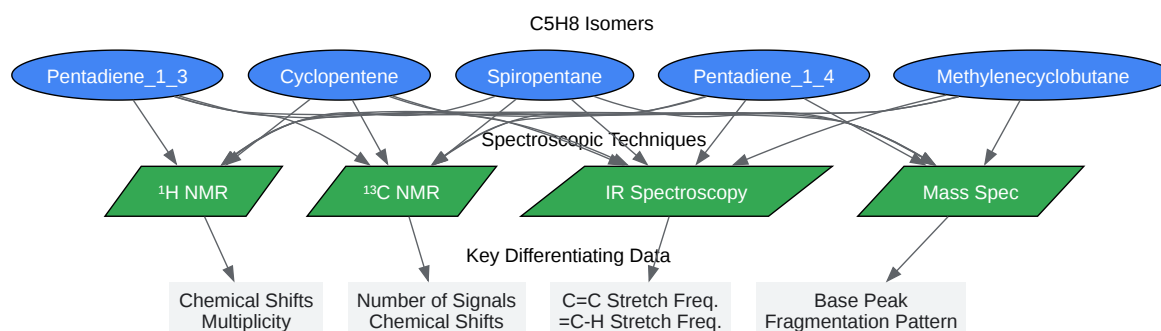 C5H8 Isomers
Pentadiene_1_3
Cyclopentene
Spiropentane
Pentadiene_1_4
Methylenecyclobutane
Spectroscopic Techniques
¹H NMR
¹³C NMR
IR Spectroscopy
Mass Spec
Key Differentiating Data
Chemical Shifts
Multiplicity
Number of Signals
Chemical Shifts
C=C Stretch Freq.
=C-H Stretch Freq.
Base Peak
Fragmentation Pattern